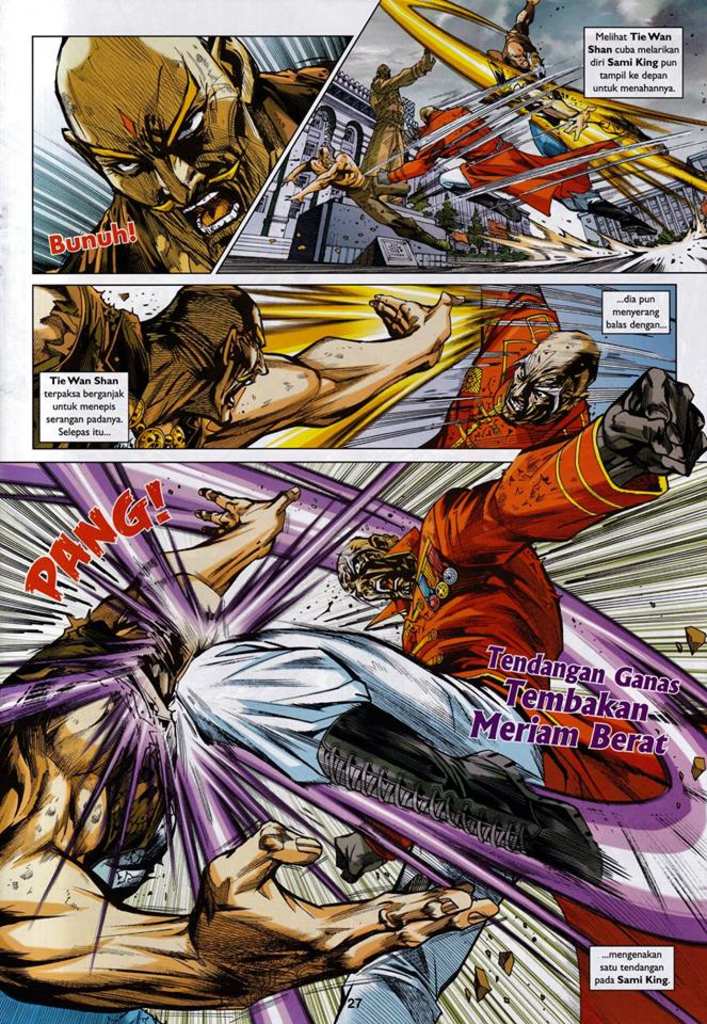 Melihat Tie Wan
Shan cuba melarikan
diri Sami King pun
tampil ke depan
untuk menahannya.
Bunuh!
...dia pun
menyerang
balas dengan...
Tie Wan Shan
terpaksa berganjak
untuk menepis
serangan padanya.
Selepas itu...
PANG!
Tendangan Ganas
Tembakan
Meriam Berat
...mengenakan
satu tendangan
pada Sami King.
27